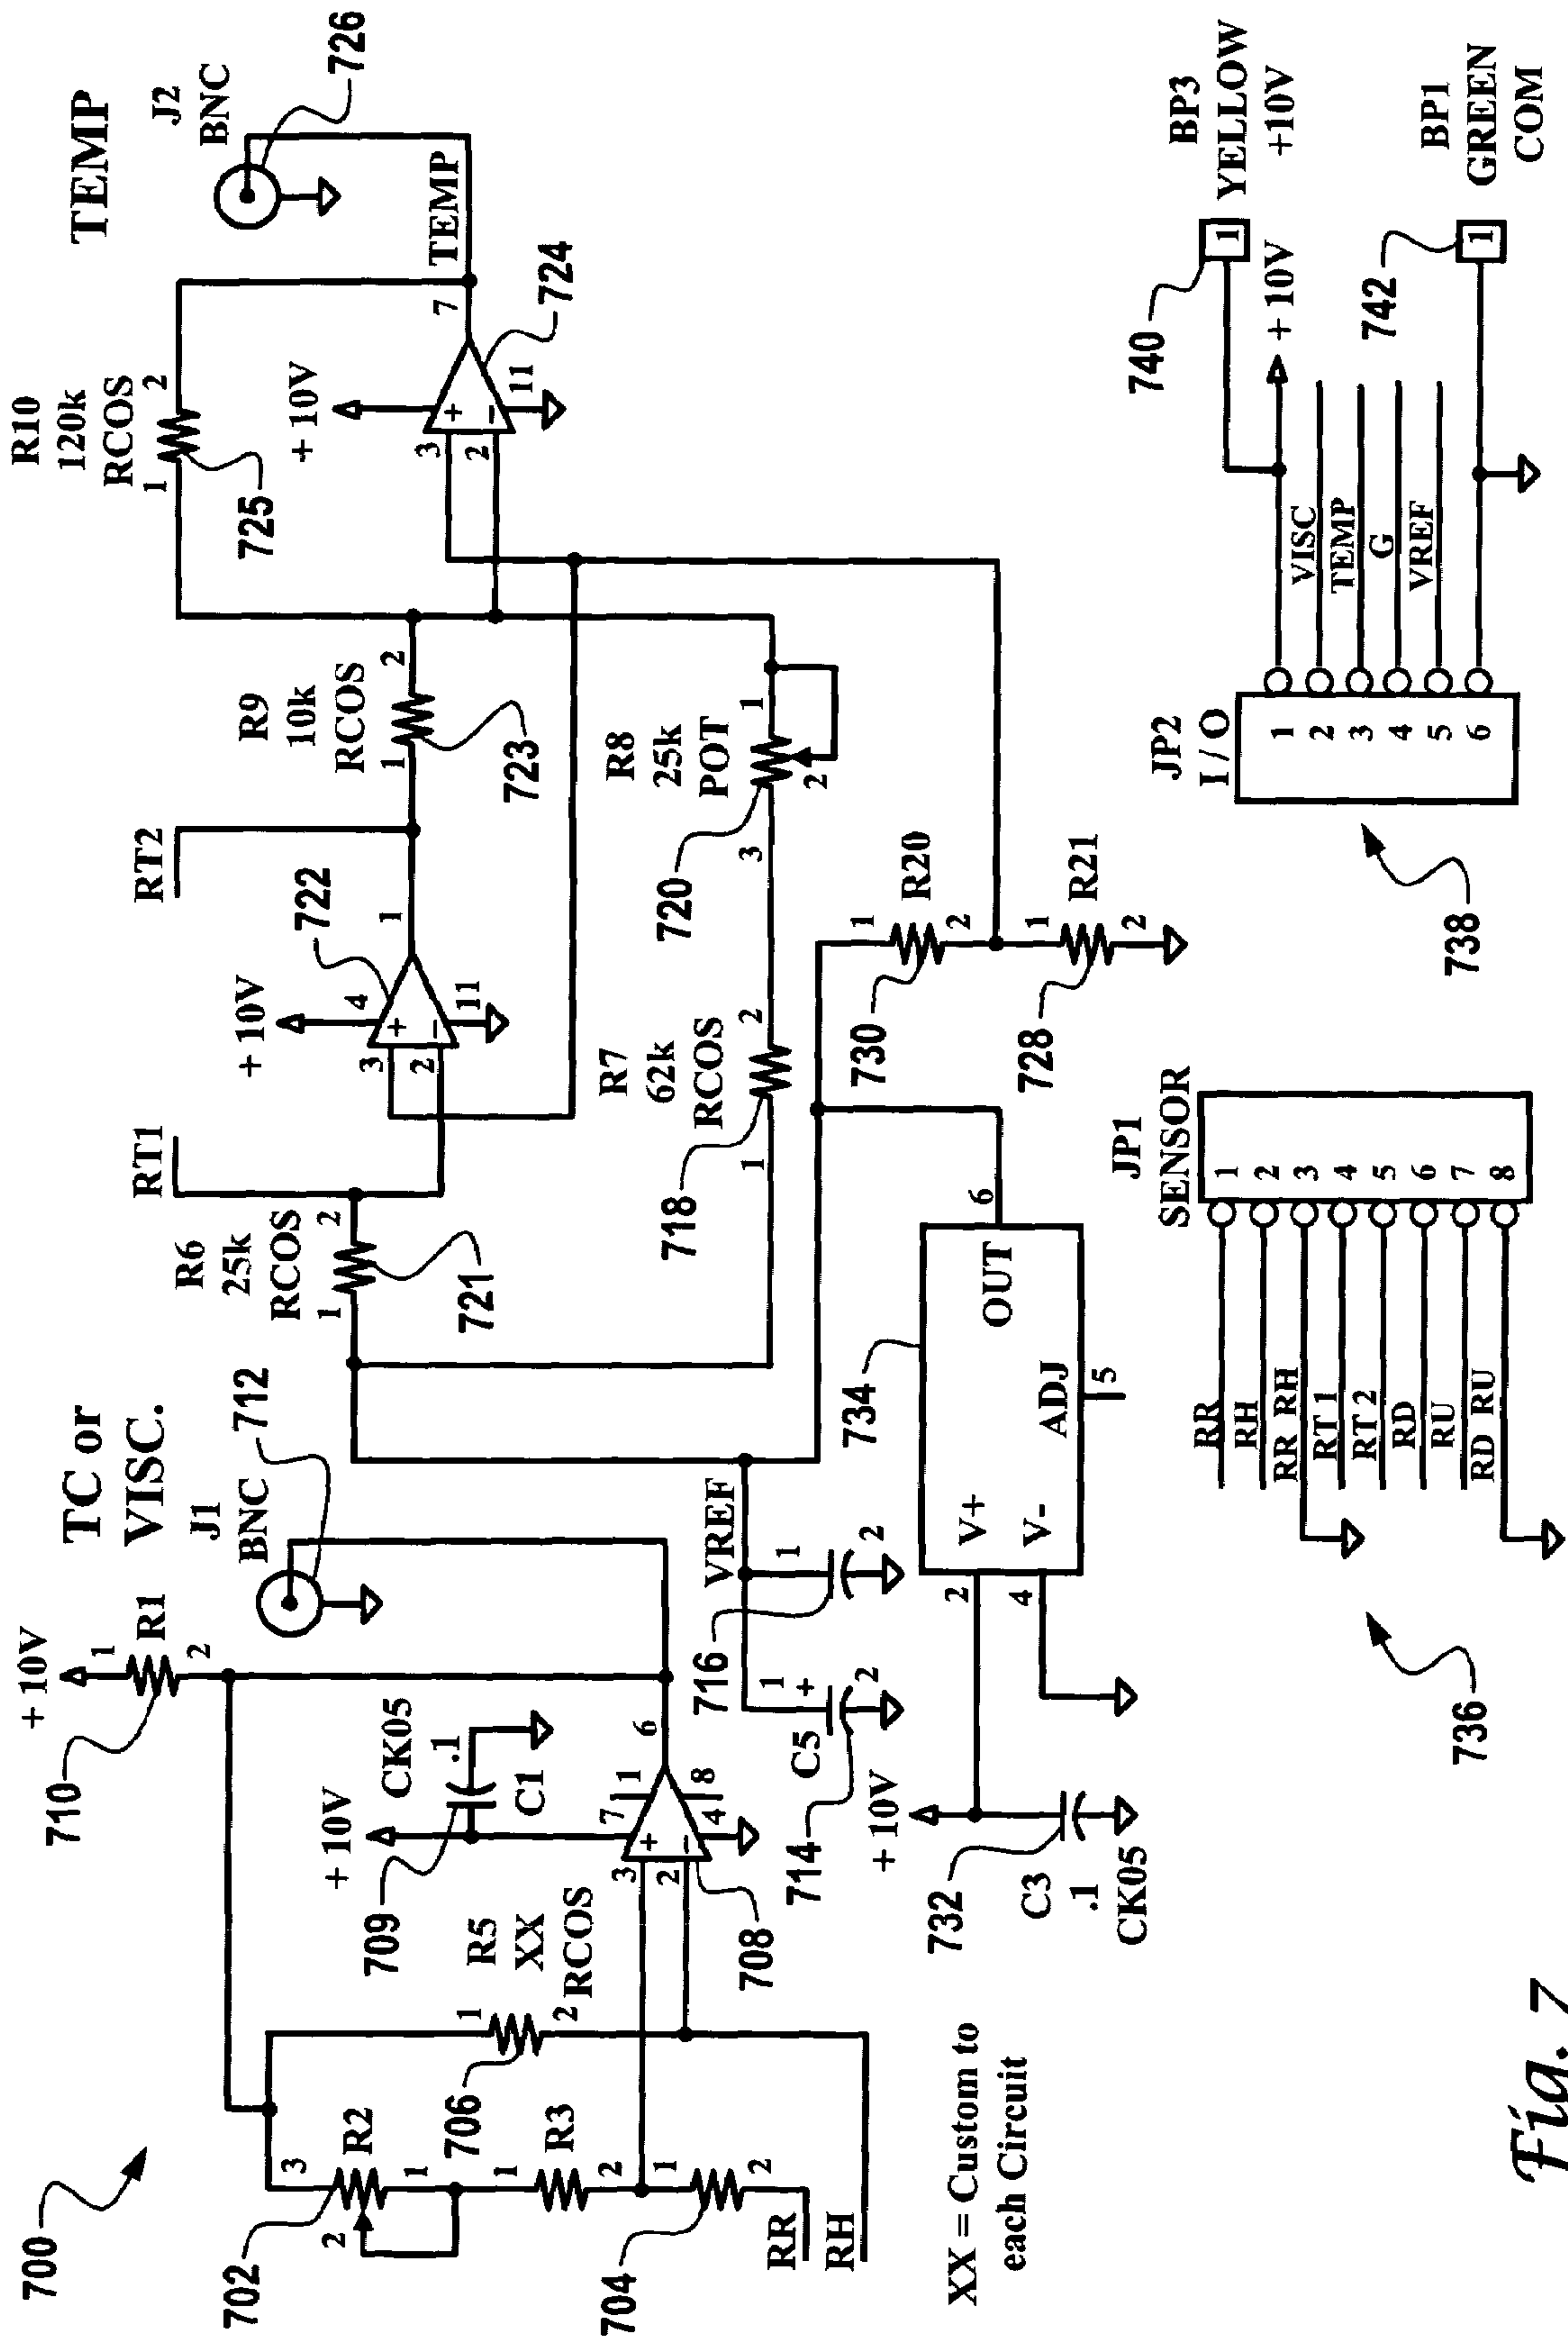 700
+ 10V
710
1
R1
2
TC or
VISC.
J1
BNC
712
702
3
R2
2
1
706
1
R5
XX
RCOS
2
1
R3
2
1
704
2
RR
RH
+ 10V
709
CK05
.1
C1
7
1
3
2
+
−
6
8
4
708
XX = Custom to
each Circuit
VREF
716
1
2
1
+
C5
2
714
+ 10V
732
C3
.1
CK05
2
V+
4
V-
734
OUT
6
ADJ
5
R6
25k
RCOS
1
2
721
RT1
+ 10V
722
4
3
2
+
−
11
1
RT2
R9
10k
RCOS
1
2
723
R7
62k
RCOS
1
2
718
R8
25k
POT
3
1
2
720
R10
120k
RCOS
1
2
725
+ 10V
3
2
+
−
11
7
724
TEMP
TEMP
J2
BNC
726
1
R20
2
730
1
R21
2
728
JP1
SENSOR
RR
1
RH
2
RR RH
3
RT 1
4
RT 2
5
RD
6
RU
7
RD RU
8
736
JP2
I / O
1
2
3
4
5
6
VISC
TEMP
G
VREF
738
+ 10V
740
1
BP3
YELLOW
+10V
742
1
BP1
GREEN
COM
Fig. 7